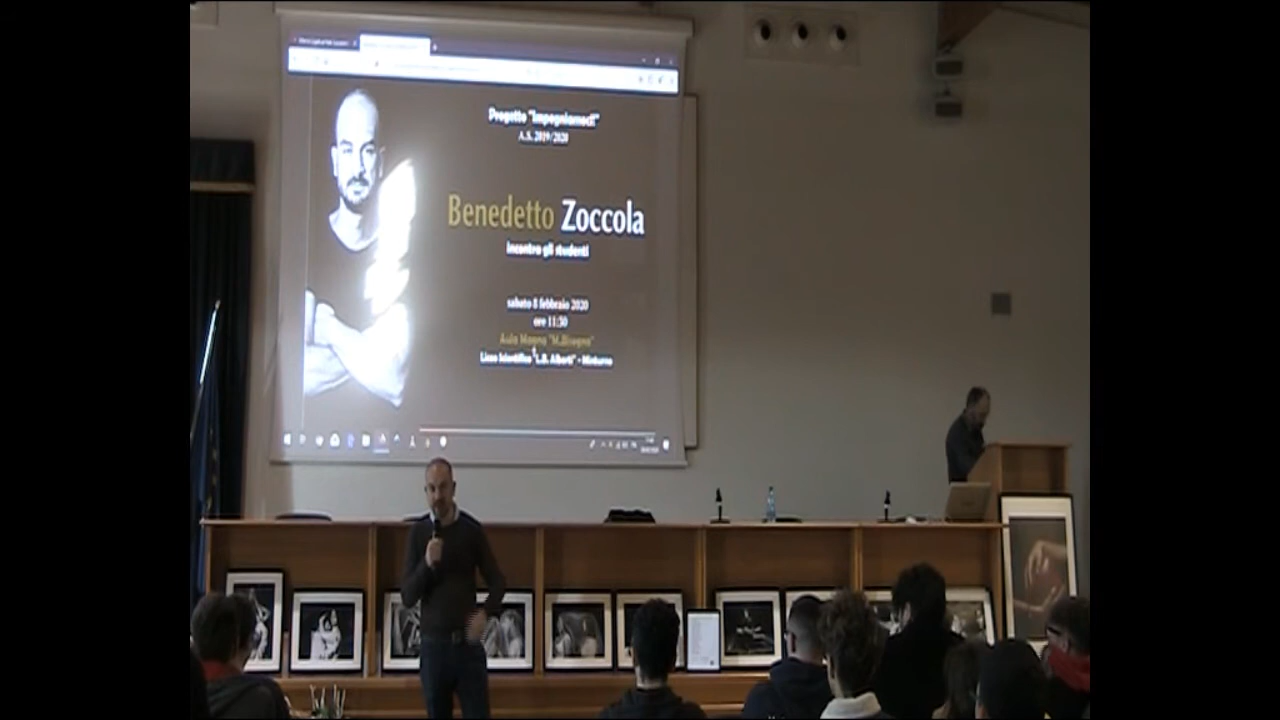 Progetto "Impegniamoci!"
A.S. 2019/2020
Benedetto Zoccola
incontra gli studenti
sabato 8 febbraio 2020
ore 11:30
Aula Magna "M.Bisegna"
Liceo Scientifico "L.B. Alberti" - Minturno